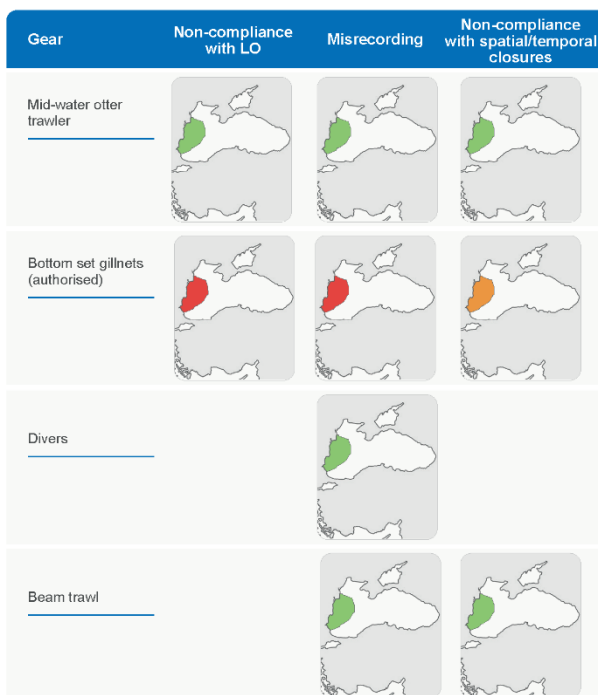 Gear
Non-compliance
with LO
Misrecording
Non-compliance
with spatial/temporal
closures
Mid-water otter
trawler
Bottom set gillnets
(authorised)
Divers
Beam trawl